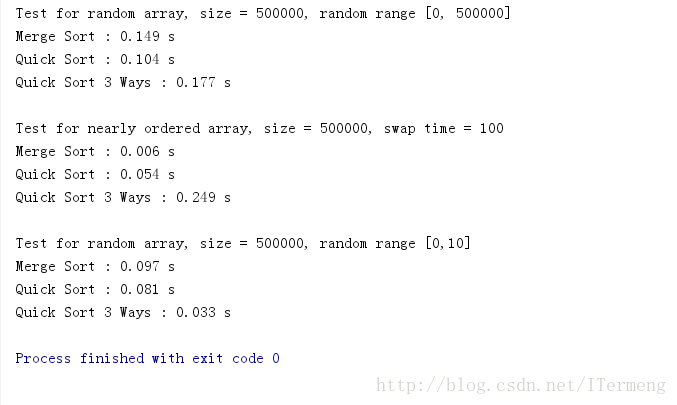 Test for random array, size = 500000, random range [0, 500000]
Merge Sort : 0.149 s
Quick Sort : 0.104 s
Quick Sort 3 Ways : 0.177 s
Test for nearly ordered array, size = 500000, swap time = 100
Merge Sort : 0.006 s
Quick Sort : 0.054 s
Quick Sort 3 Ways : 0.249 s
Test for random array, size = 500000, random range [0,10]
Merge Sort : 0.097 s
Quick Sort : 0.081 s
Quick Sort 3 Ways : 0.033 s
Process finished with exit code 0
http://blog.csdn.net/ITermeng